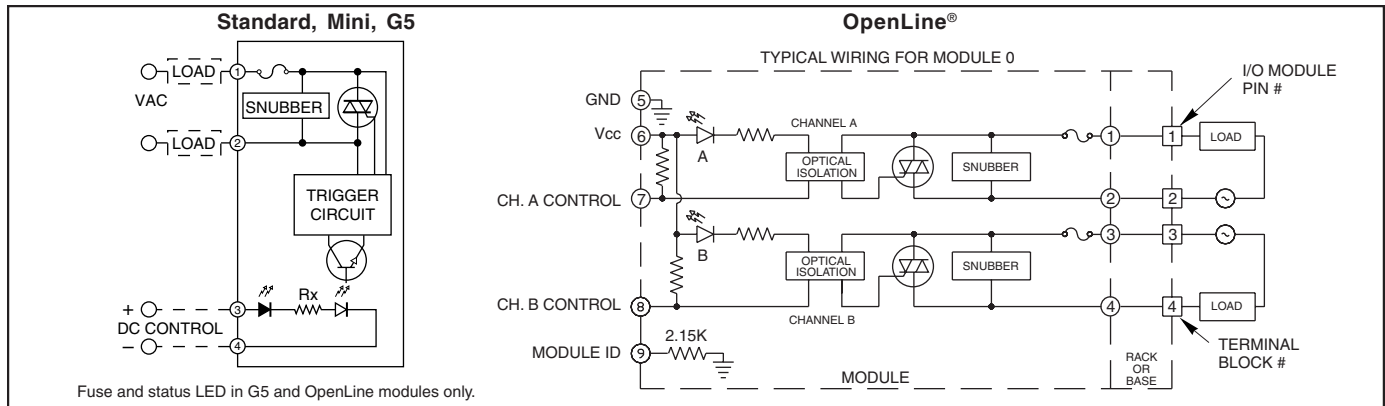 Standard, Mini, G5
LOAD
1
VAC
SNUBBER
LOAD
2
TRIGGER
CIRCUIT
Rx
+
3
DC CONTROL
–
4
Fuse and status LED in G5 and OpenLine modules only.
OpenLine®
TYPICAL WIRING FOR MODULE 0
I/O MODULE
PIN #
GND
5
Vcc
6
A
CHANNEL A
OPTICAL
ISOLATION
SNUBBER
1
1
LOAD
CH. A CONTROL
7
2
2
B
OPTICAL
ISOLATION
SNUBBER
3
3
CH. B CONTROL
8
CHANNEL B
4
4
LOAD
MODULE ID
9
2.15K
MODULE
RACK
OR
BASE
TERMINAL
BLOCK #